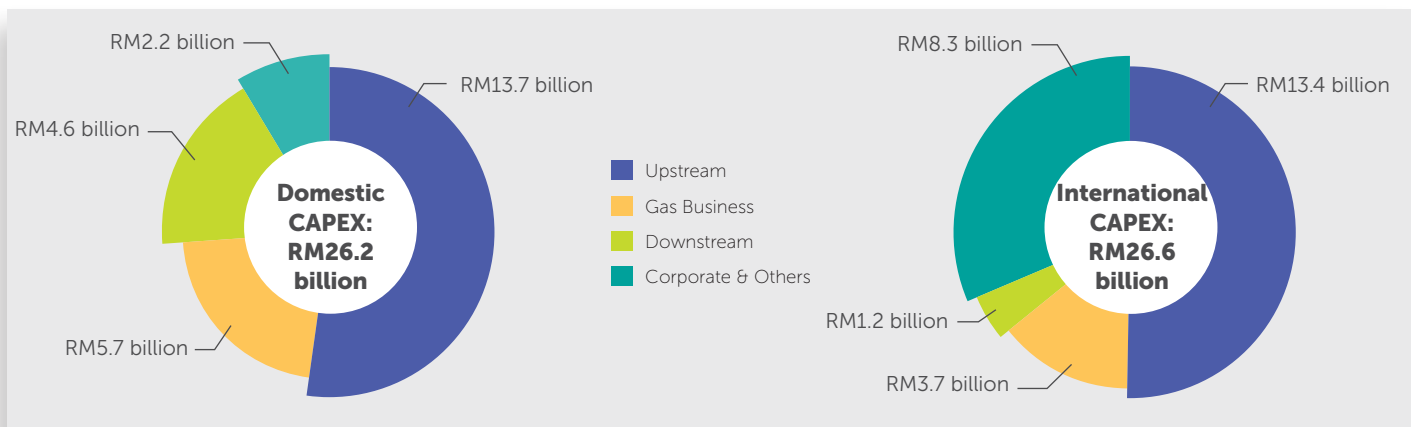 RM2.2 billion
RM13.7 billion
RM4.6 billion
RM5.7 billion
Domestic
CAPEX:
RM26.2
billion
Upstream
Gas Business
Downstream
Corporate & Others
RM8.3 billion
RM13.4 billion
RM1.2 billion
RM3.7 billion
International
CAPEX:
RM26.6
billion